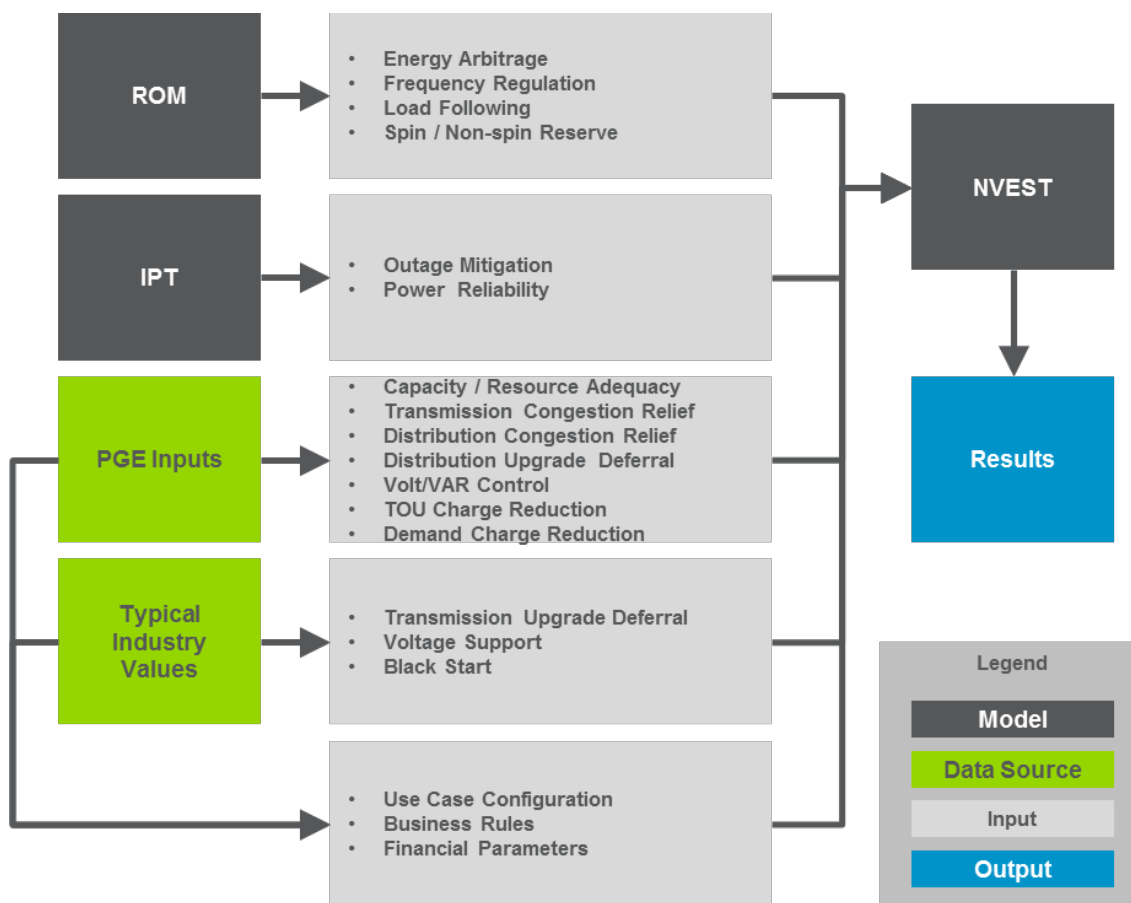 ROM
• Energy Arbitrage
• Frequency Regulation
• Load Following
• Spin / Non-spin Reserve
NVEST
IPT
• Outage Mitigation
• Power Reliability
PGE Inputs
• Capacity / Resource Adequacy
• Transmission Congestion Relief
• Distribution Congestion Relief
• Distribution Upgrade Deferral
• Volt/VAR Control
• TOU Charge Reduction
• Demand Charge Reduction
Results
Typical
Industry
Values
• Transmission Upgrade Deferral
• Voltage Support
• Black Start
• Use Case Configuration
• Business Rules
• Financial Parameters
Legend
Model
Data Source
Input
Output